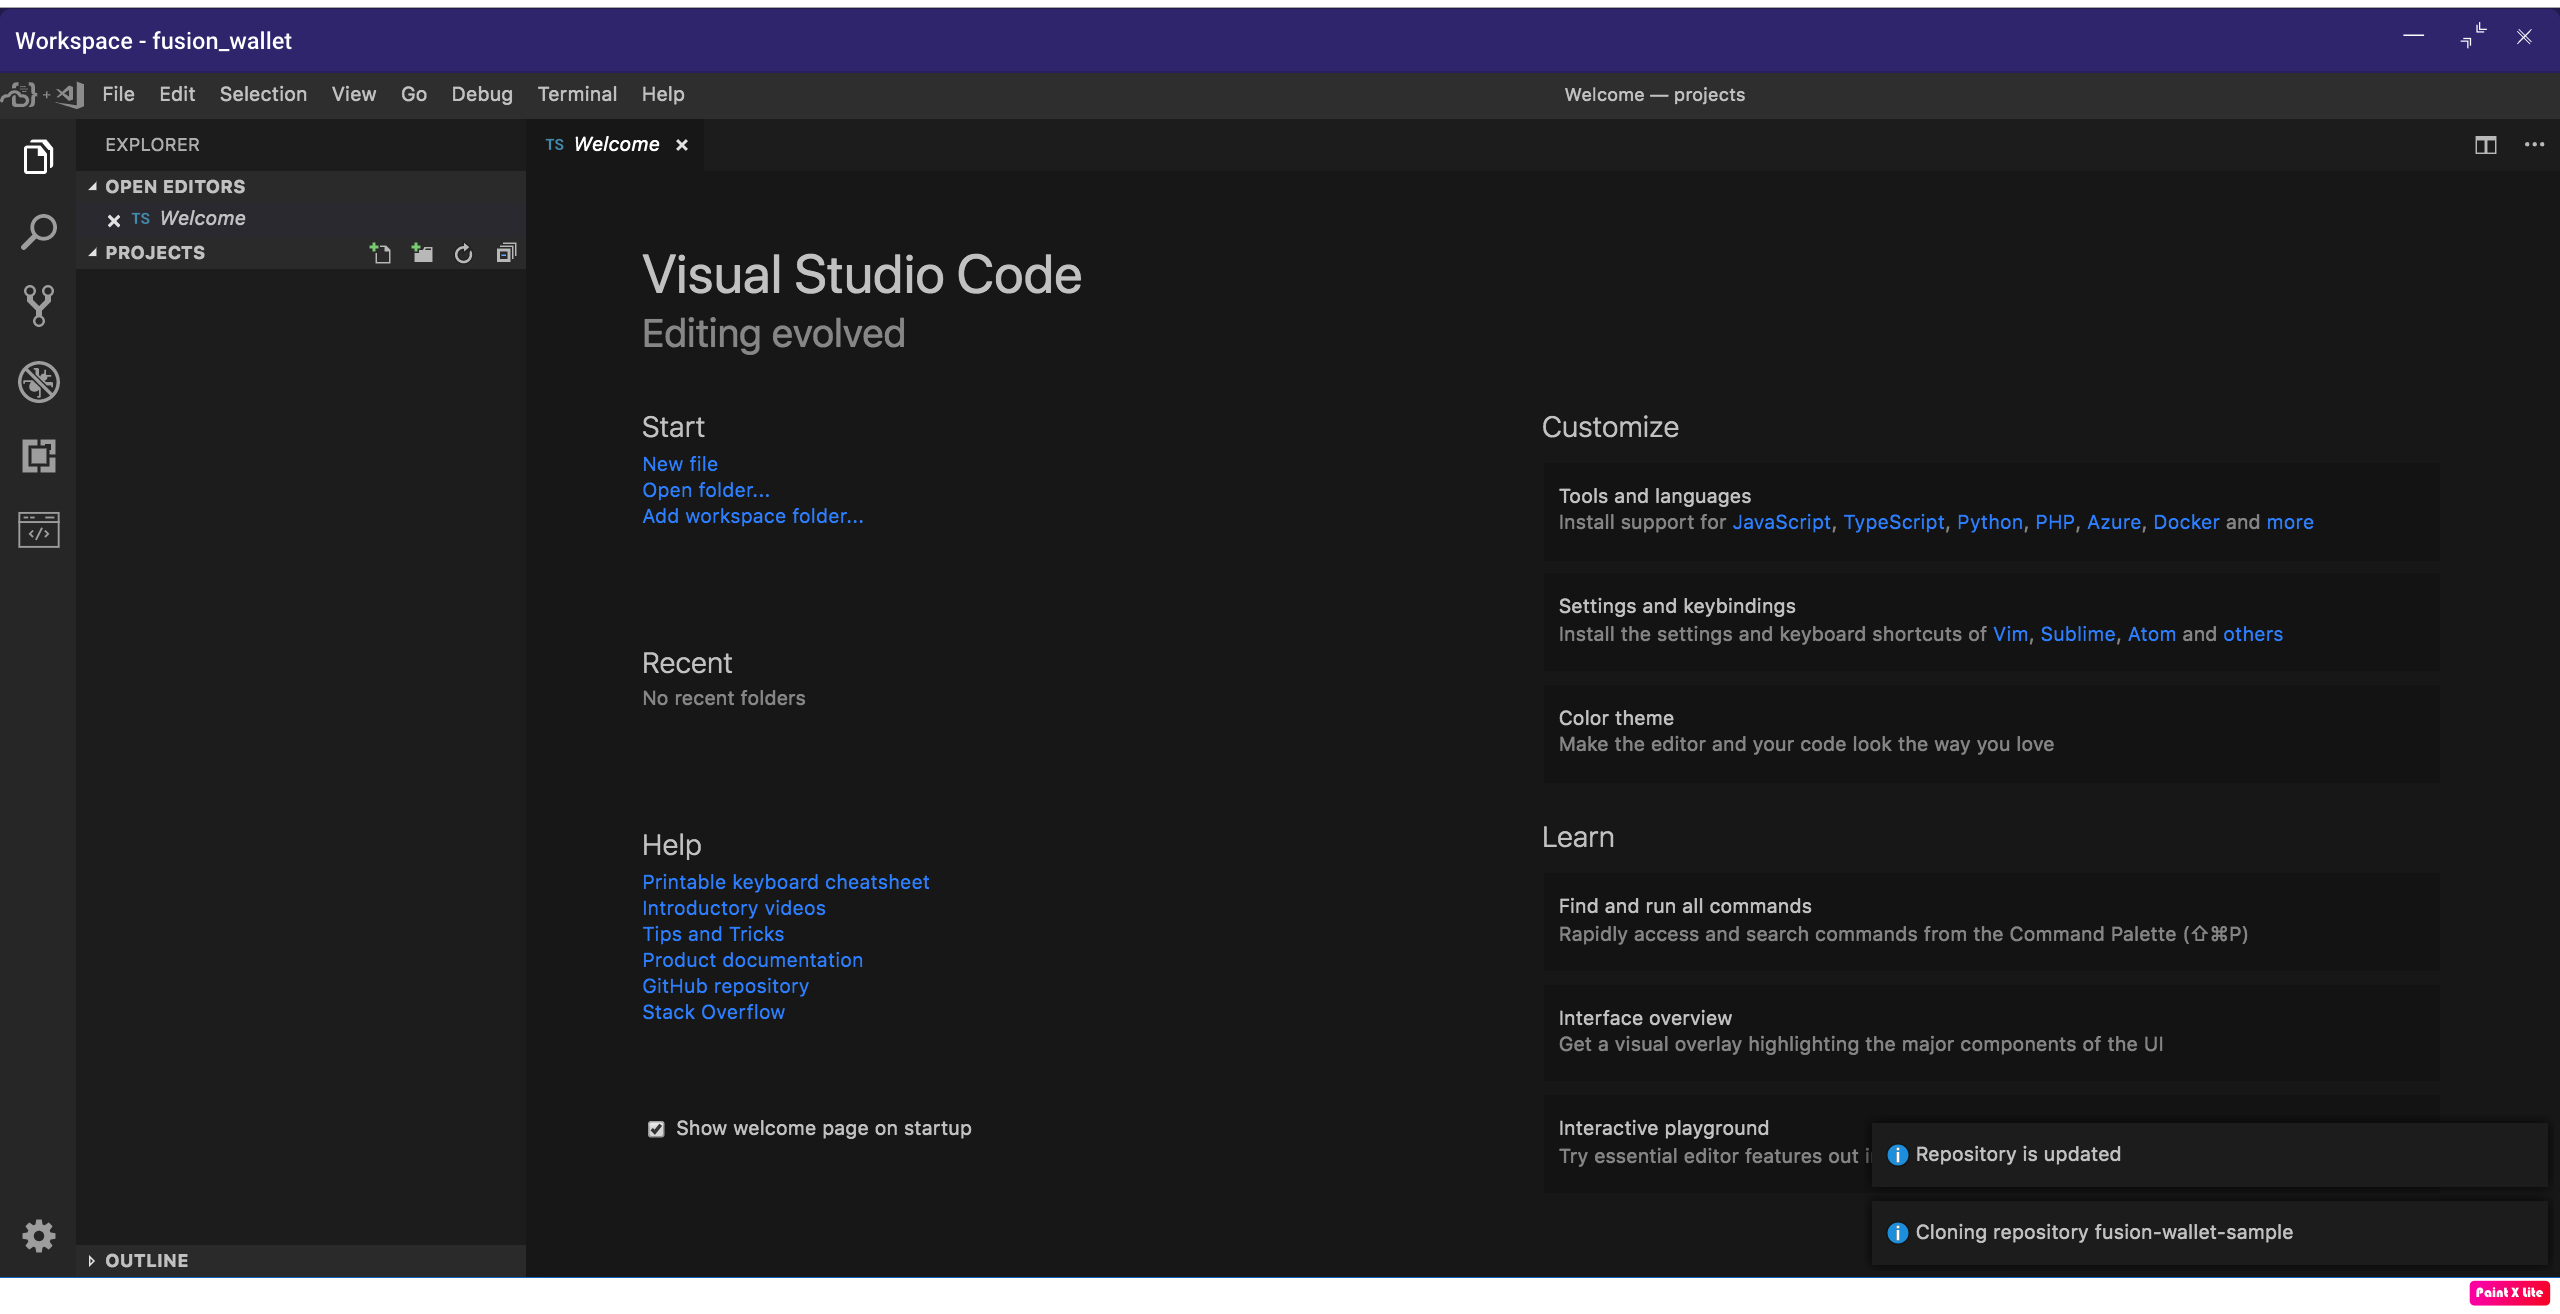 Workspace - fusion_wallet
File Edit Selection View Go Debug Terminal Help
Welcome — projects
EXPLORER
OPEN EDITORS
TS Welcome
PROJECTS
OUTLINE
TS Welcome
Visual Studio Code
Editing evolved
Start
New file
Open folder...
Add workspace folder...
Recent
No recent folders
Help
Printable keyboard cheatsheet
Introductory videos
Tips and Tricks
Product documentation
GitHub repository
Stack Overflow
Show welcome page on startup
Customize
Tools and languages
Install support for JavaScript, TypeScript, Python, PHP, Azure, Docker and more
Settings and keybindings
Install the settings and keyboard shortcuts of Vim, Sublime, Atom and others
Color theme
Make the editor and your code look the way you love
Learn
Find and run all commands
Rapidly access and search commands from the Command Palette (⇧⌘P)
Interface overview
Get a visual overlay highlighting the major components of the UI
Interactive playground
Try essential editor features out
Repository is updated
Cloning repository fusion-wallet-sample
Paint X Lite